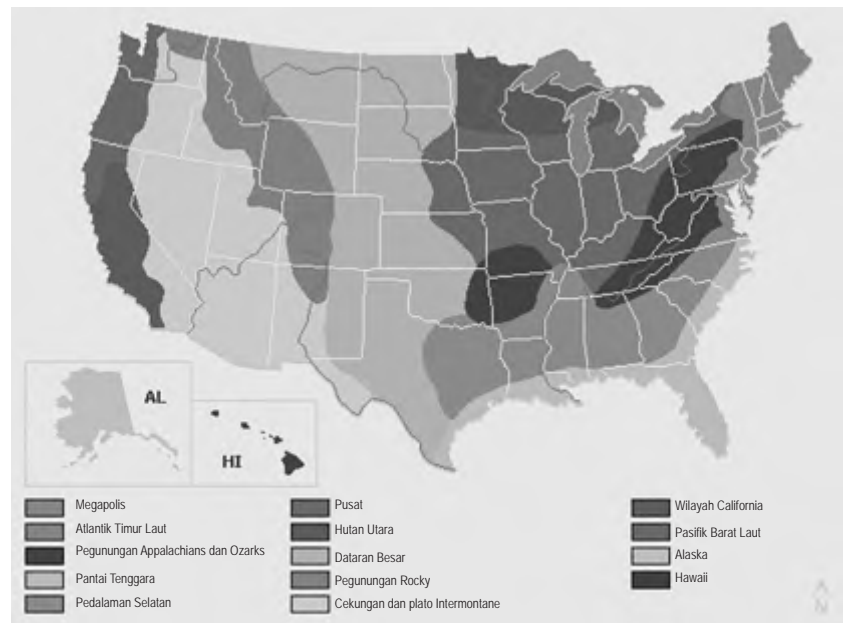 AL
HI
Megapolis
Atlantik Timur Laut
Pegunungan Appalachians dan Ozarks
Pantai Tenggara
Pedalaman Selatan
Pusat
Hutan Utara
Dataran Besar
Pegunungan Rocky
Cekungan dan plato Intermontane
Wilayah California
Pasifik Barat Laut
Alaska
Hawaii
N